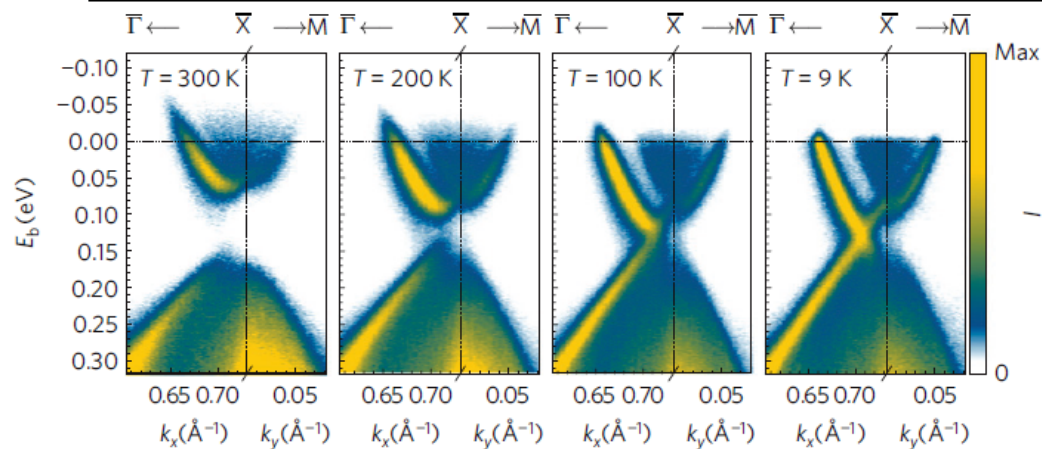 Γ̅ ← X̅ → M̅ Γ̅ ← X̅ → M̅ Γ̅ ← X̅ → M̅ Γ̅ ← X̅ → M̅
T = 300 K T = 200 K T = 100 K T = 9 K Max
−0.10
−0.05
0.00
0.05
0.10
0.15
0.20
0.25
0.30 0
E_b (eV)
I
0.65 0.70 0.05 0.65 0.70 0.05 0.65 0.70 0.05 0.65 0.70 0.05
k_x(Å⁻¹) k_y(Å⁻¹) k_x(Å⁻¹) k_y(Å⁻¹) k_x(Å⁻¹) k_y(Å⁻¹) k_x(Å⁻¹) k_y(Å⁻¹)